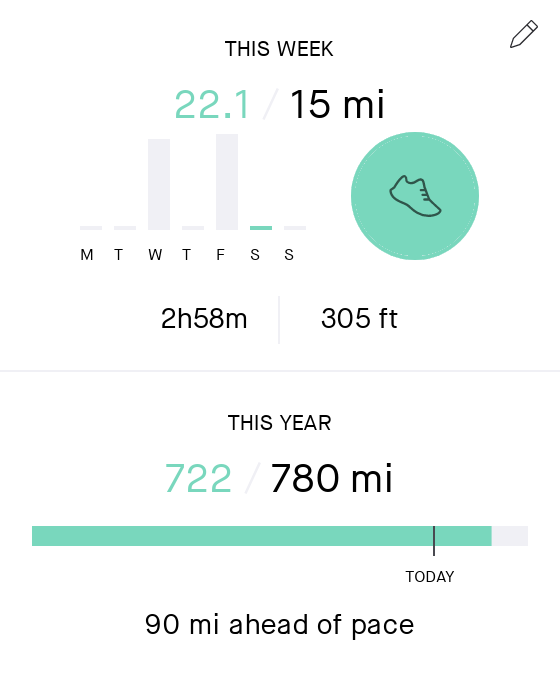 THIS WEEK
22.1 / 15 mi
M T W T F S S
2h58m 305 ft
THIS YEAR
722 / 780 mi
TODAY
90 mi ahead of pace